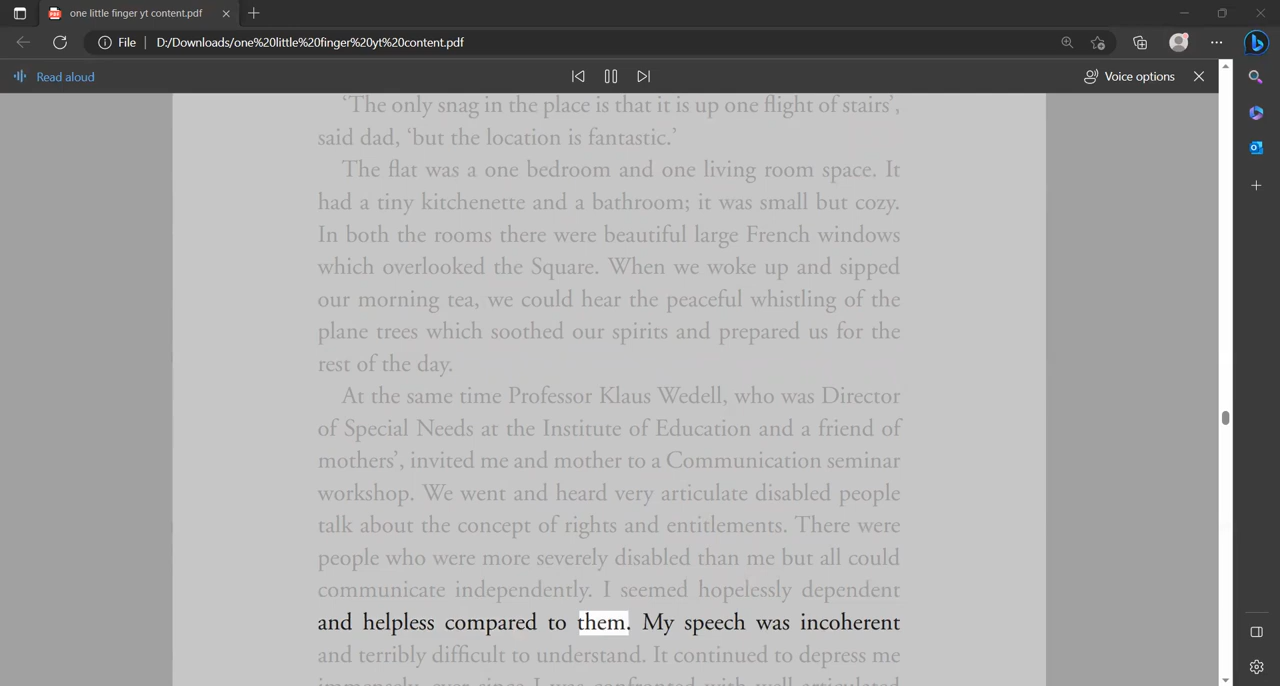 one little finger yt content.pdf
File
D:/Downloads/one%20little%20finger%20yt%20content.pdf
Read aloud
Voice options
‘The only snag in the place is that it is up one flight of stairs’,
said dad, ‘but the location is fantastic.’
The flat was a one bedroom and one living room space. It
had a tiny kitchenette and a bathroom; it was small but cozy.
In both the rooms there were beautiful large French windows
which overlooked the Square. When we woke up and sipped
our morning tea, we could hear the peaceful whistling of the
plane trees which soothed our spirits and prepared us for the
rest of the day.
At the same time Professor Klaus Wedell, who was Director
of Special Needs at the Institute of Education and a friend of
mothers’, invited me and mother to a Communication seminar
workshop. We went and heard very articulate disabled people
talk about the concept of rights and entitlements. There were
people who were more severely disabled than me but all could
communicate independently. I seemed hopelessly dependent
and helpless compared to them. My speech was incoherent
and terribly difficult to understand. It continued to depress me
immensely, ever since I was confronted with well articulated